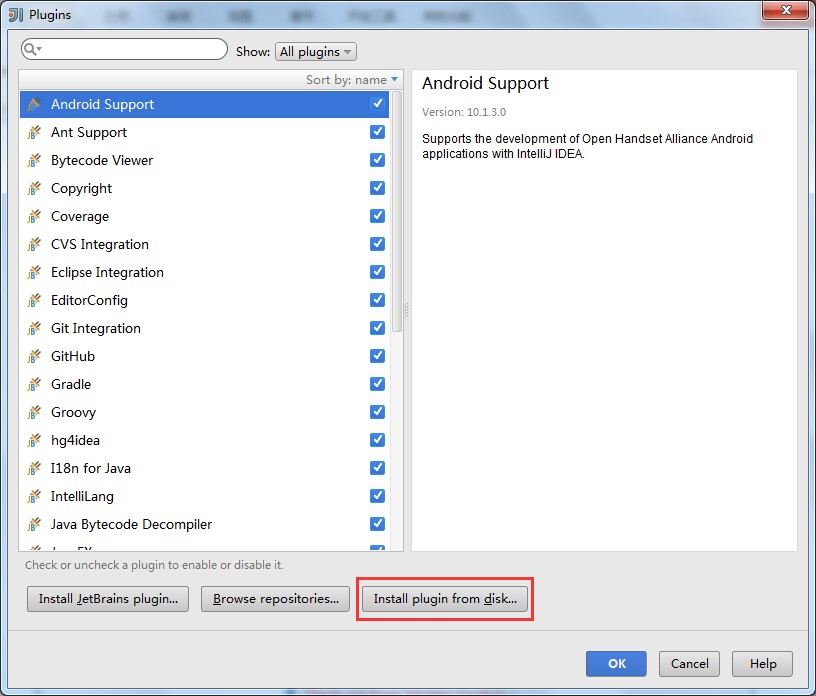 Plugins
Show: All plugins
Sort by: name
Android Support
Ant Support
Bytecode Viewer
Copyright
Coverage
CVS Integration
Eclipse Integration
EditorConfig
Git Integration
GitHub
Gradle
Groovy
hg4idea
I18n for Java
IntelliLang
Java Bytecode Decompiler
Android Support
Version: 10.1.3.0
Supports the development of Open Handset Alliance Android
applications with IntelliJ IDEA.
Check or uncheck a plugin to enable or disable it.
Install JetBrains plugin... Browse repositories... Install plugin from disk...
OK Cancel Help